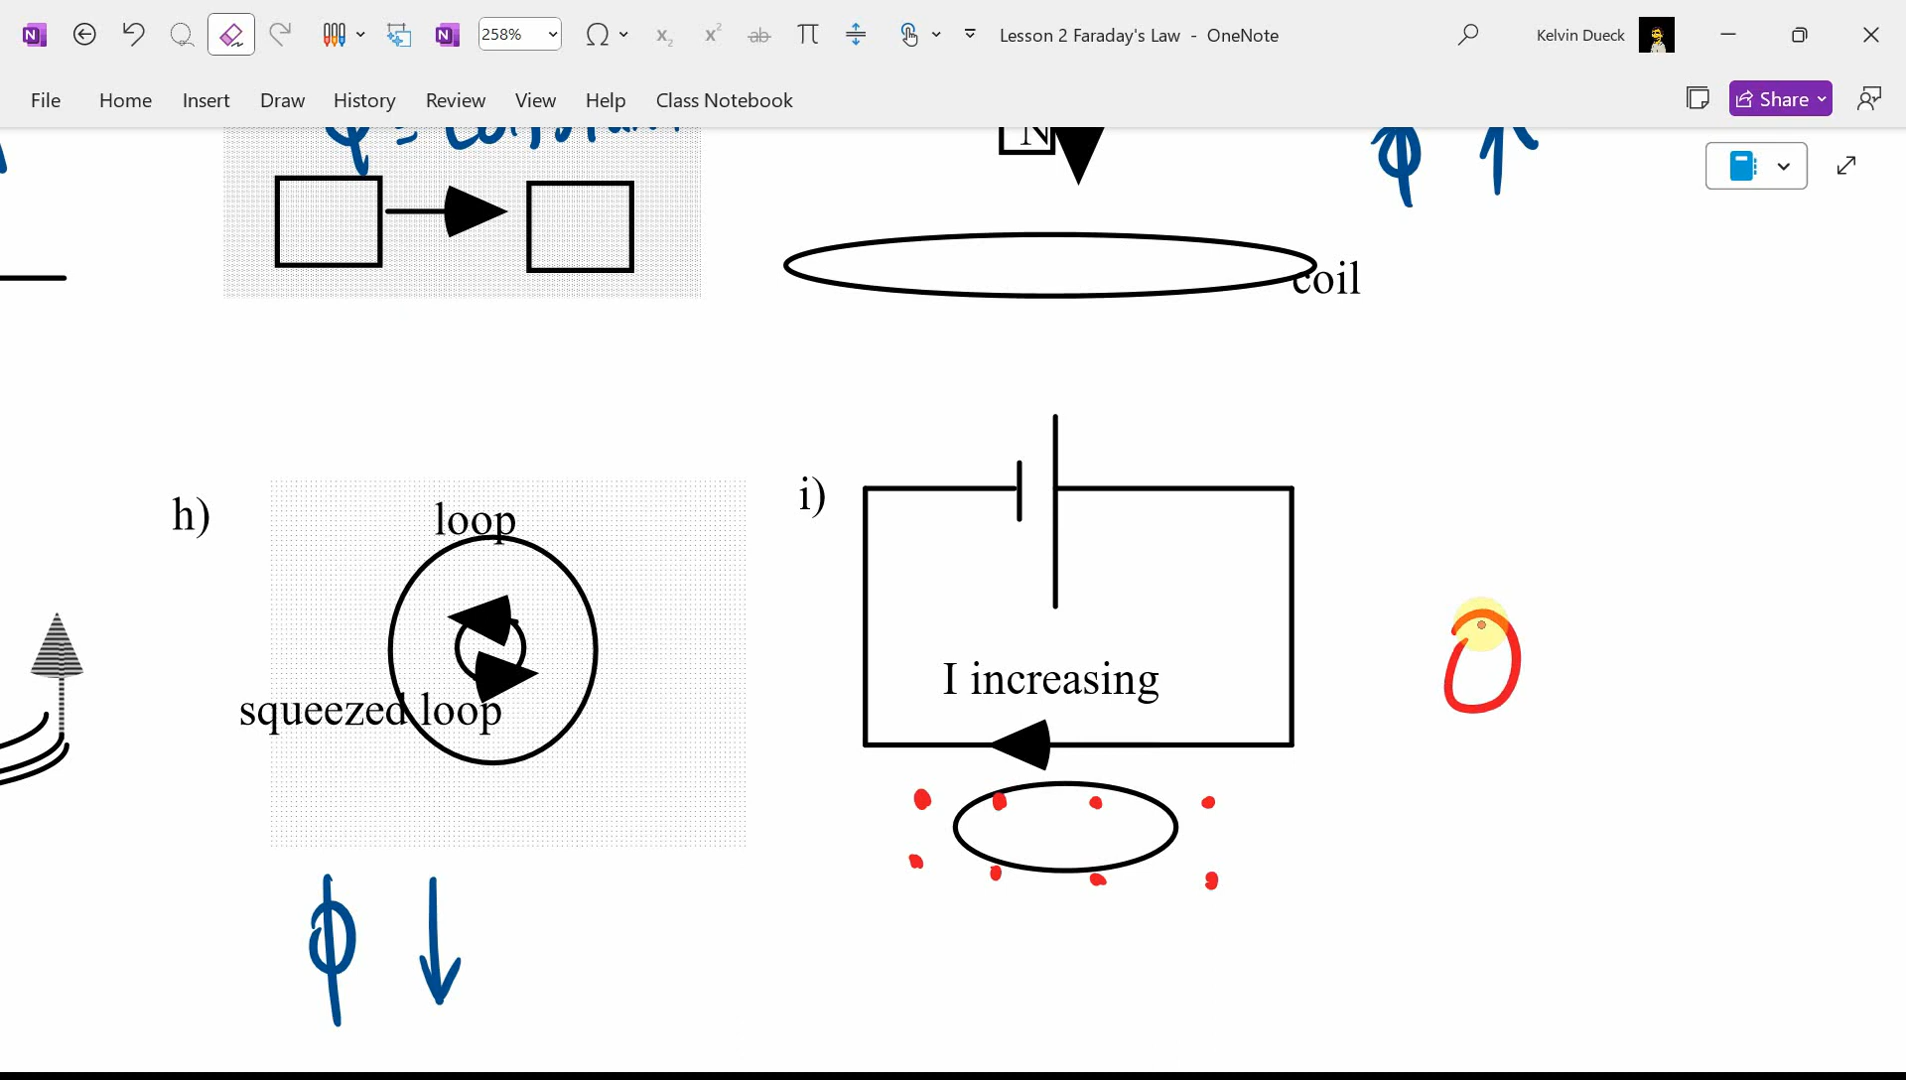 258%
Lesson 2 Faraday's Law - OneNote
Kelvin Dueck
File Home Insert Draw History Review View Help Class Notebook
Share
ϕ = constant
N
ϕ ↑
coil
h)
loop
squeezed loop
i)
I increasing
ϕ ↓